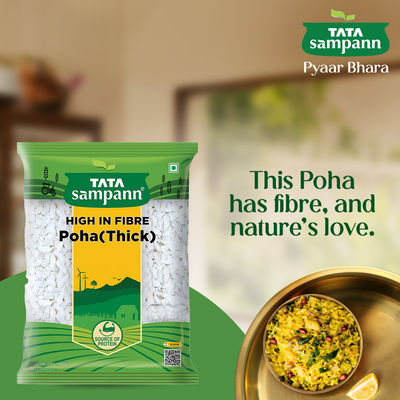 TATA
sampann
Pyaar Bhara
TATA
sampann
HIGH IN FIBRE
Poha(Thick)
This Poha
has fibre, and
nature's love.
SOURCE OF
PROTEIN